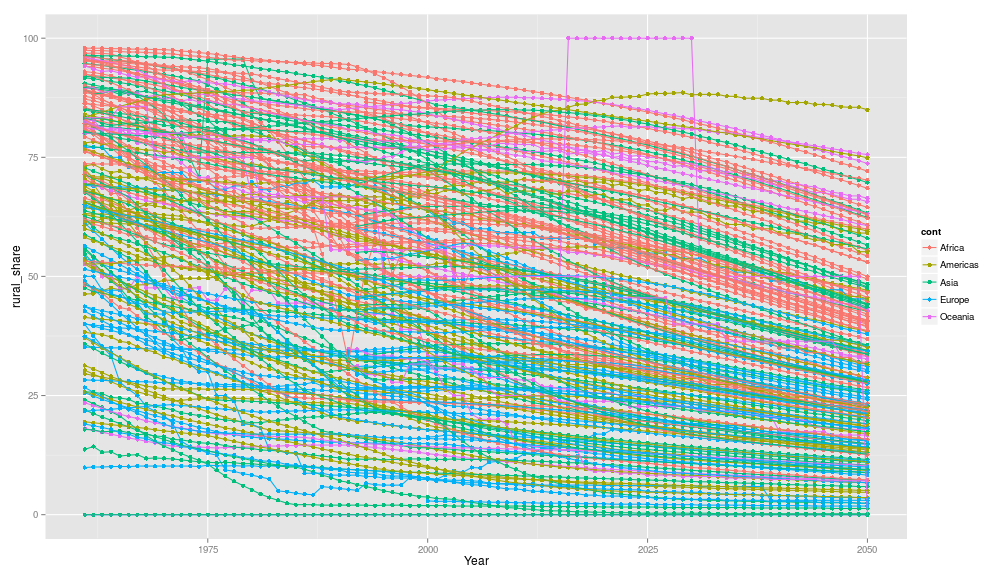 100
75
50
25
0
rural_share
1975
2000
2025
2050
Year
cont
Africa
Americas
Asia
Europe
Oceania